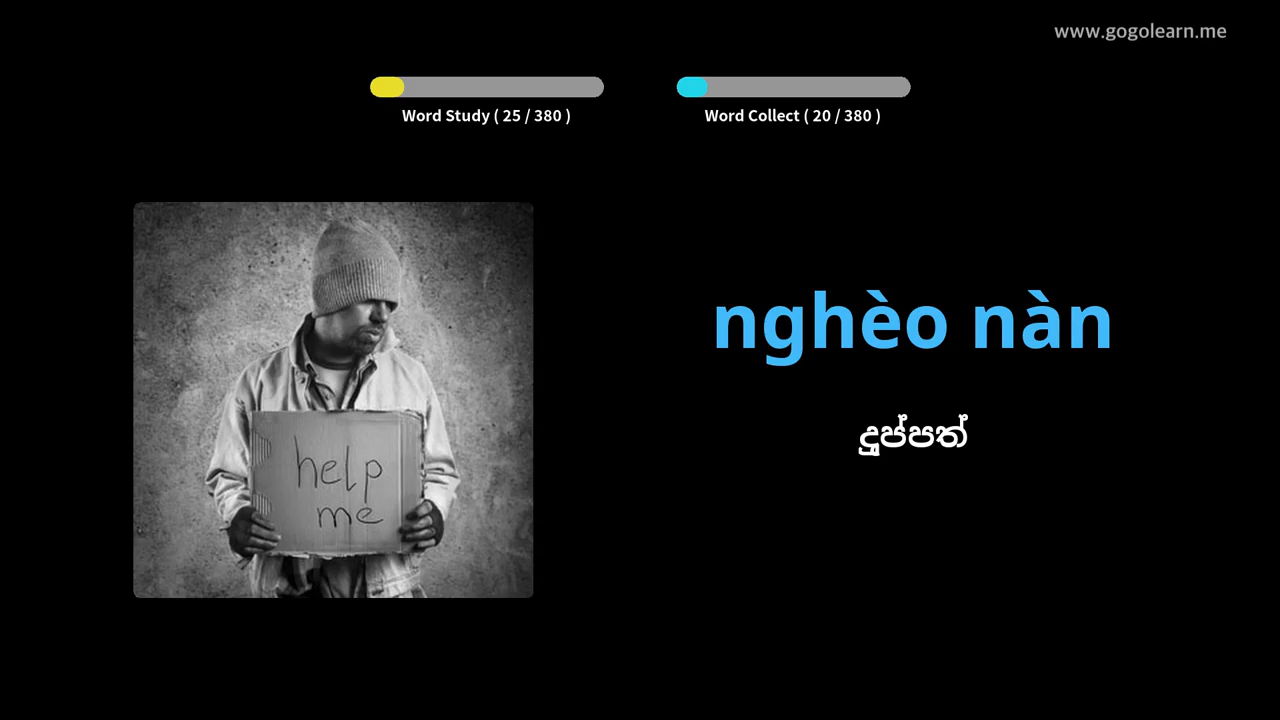 www.gogolearn.me
Word Study ( 25 / 380 )
Word Collect ( 20 / 380 )
help
me
nghèo nàn
දුප්පත්